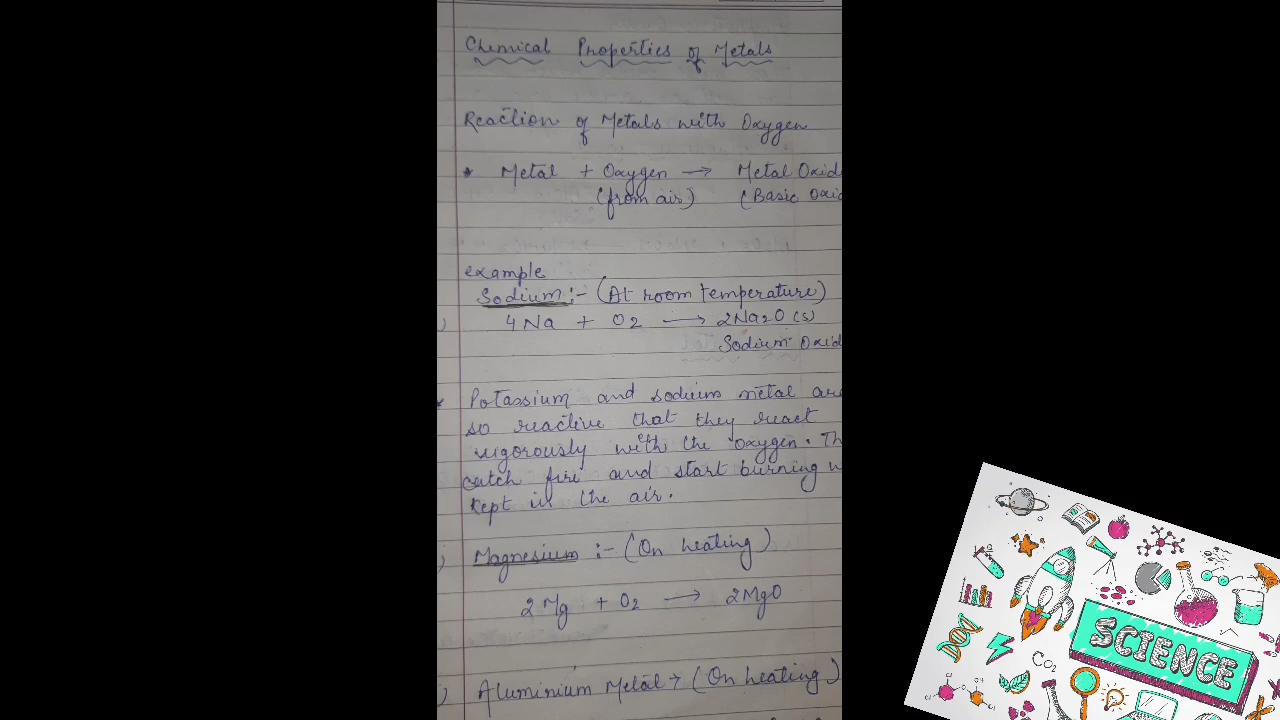 Chemical Properties of Metals
Reaction of Metals with Oxygen
* Metal + Oxygen → Metal Oxid
(from air) (Basic Oxid
example
Sodium :- (At room temperature)
) 4Na + O2 → 2Na2O (s)
Sodium Oxid
* Potassium and sodium metal are
so reactive that they react
vigorously with the oxygen. Th
catch fire and start burning w
kept in the air.
) Magnesium :- (On heating)
2Mg + O2 → 2MgO
) Aluminium Metal → (On heating)
SCIENCE
CO2